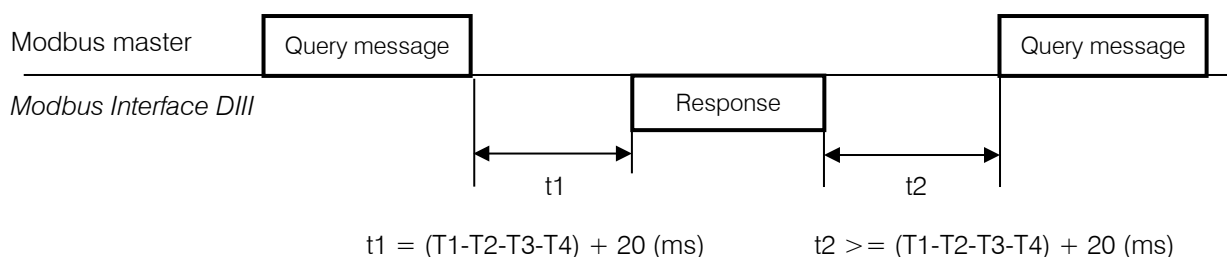 Modbus master
Query message
Query message
Modbus Interface DIII
Response
t1
t2
t1 = (T1-T2-T3-T4) + 20 (ms)
t2 >= (T1-T2-T3-T4) + 20 (ms)